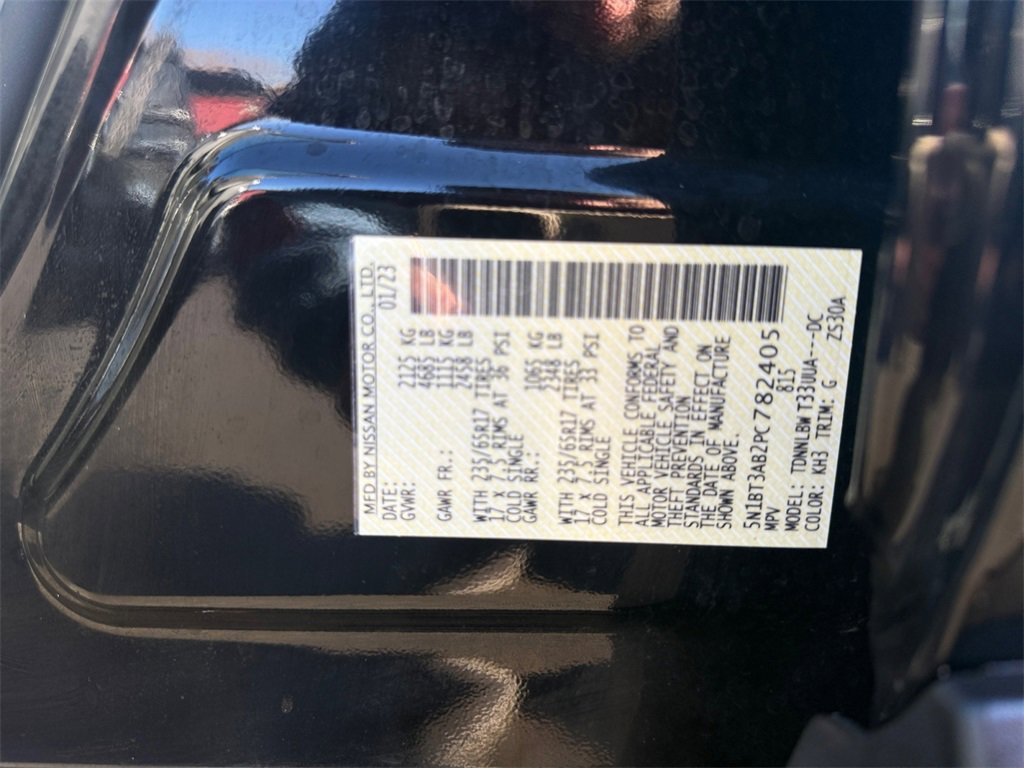 MFD BY NISSAN MOTOR CO., LTD.
DATE: 01/23
GVWR: 2125 KG
4685 LB
GAWR FR.: 1115 KG
2458 LB
WITH 235/65R17 TIRES
17 X 7.5 RIMS AT 36 PSI
COLD SINGLE
GAWR RR.: 1065 KG
2348 LB
WITH 235/65R17 TIRES
17 X 7.5 RIMS AT 33 PSI
COLD SINGLE
THIS VEHICLE CONFORMS TO
ALL APPLICABLE FEDERAL
MOTOR VEHICLE SAFETY AND
THEFT PREVENTION
STANDARDS IN EFFECT ON
THE DATE OF MANUFACTURE
SHOWN ABOVE.
5N1BT3AB2PC782405
MPV 815
MODEL: TDNNLBW T33UUA---DC
COLOR: KH3 TRIM: G Z530A